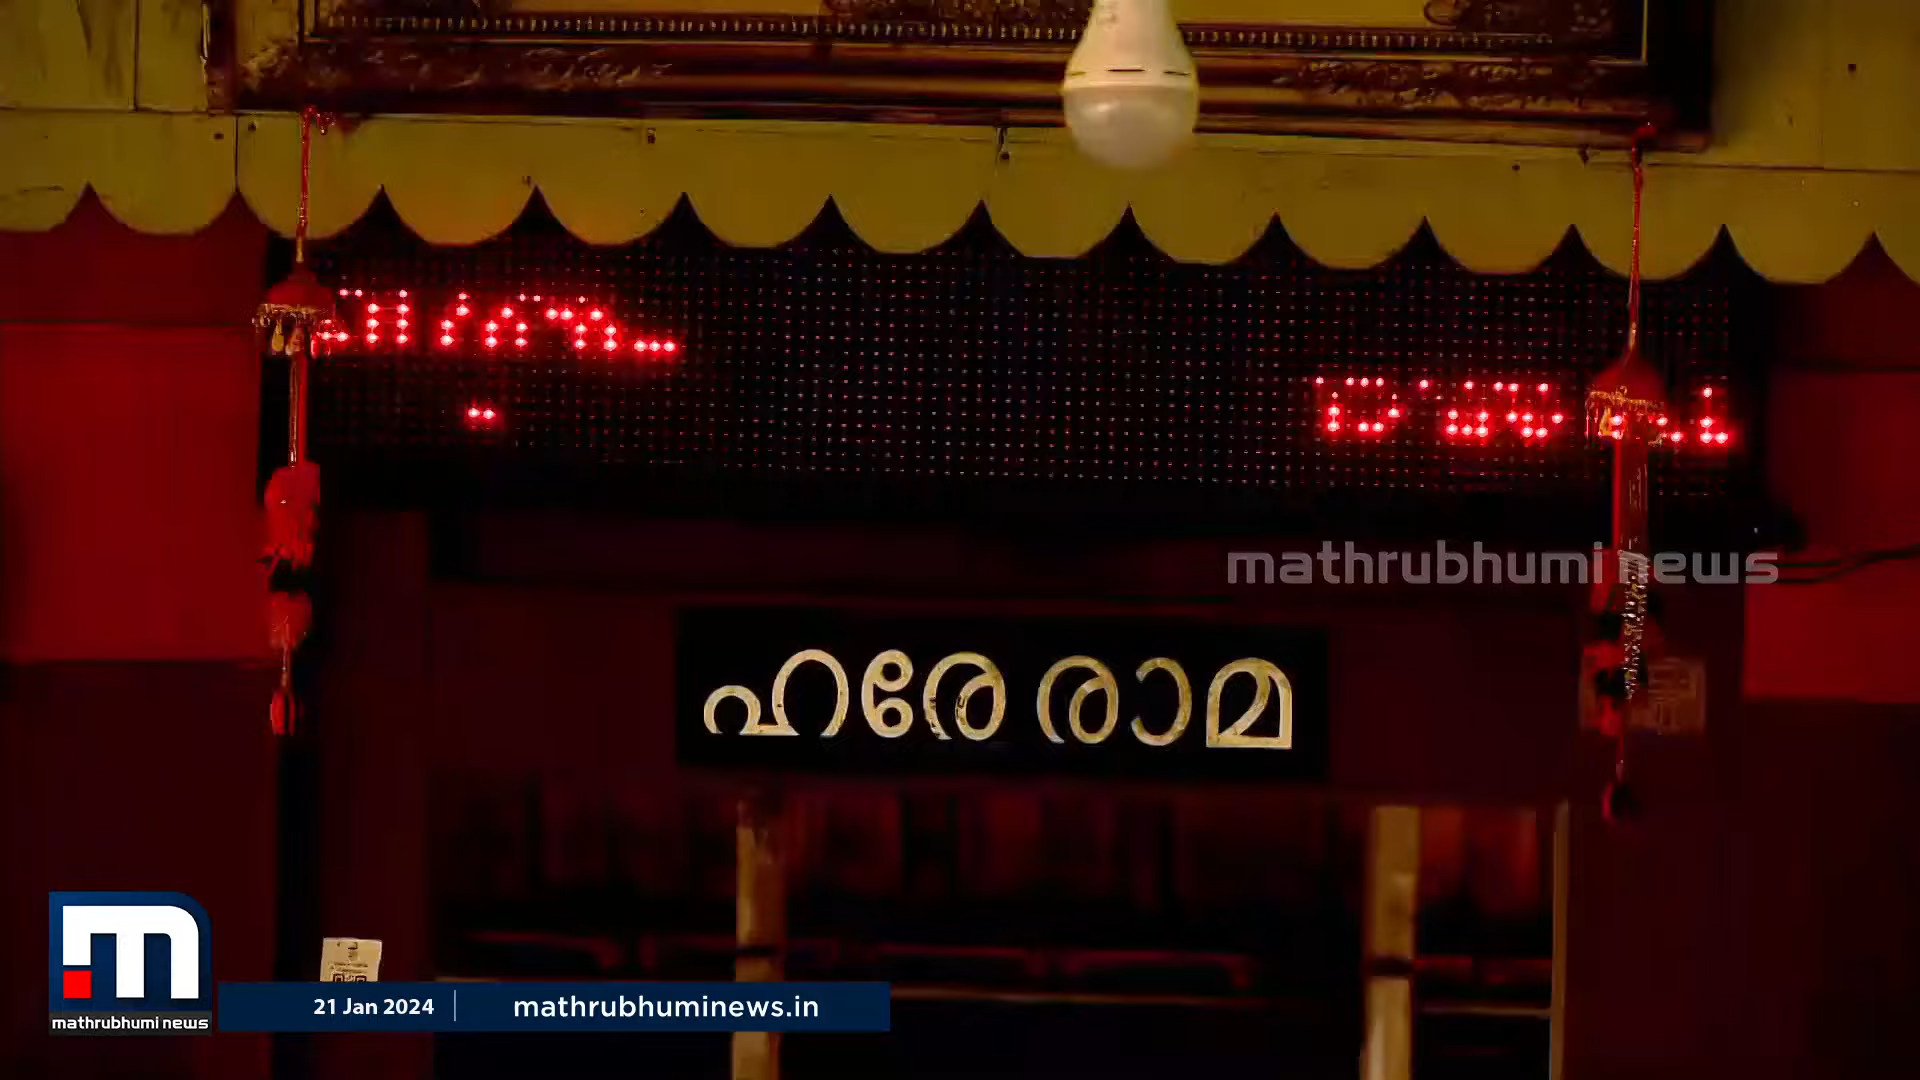 mathrubhumi news
ഹരേ രാമ
mathrubhumi news
21 Jan 2024
mathrubhuminews.in